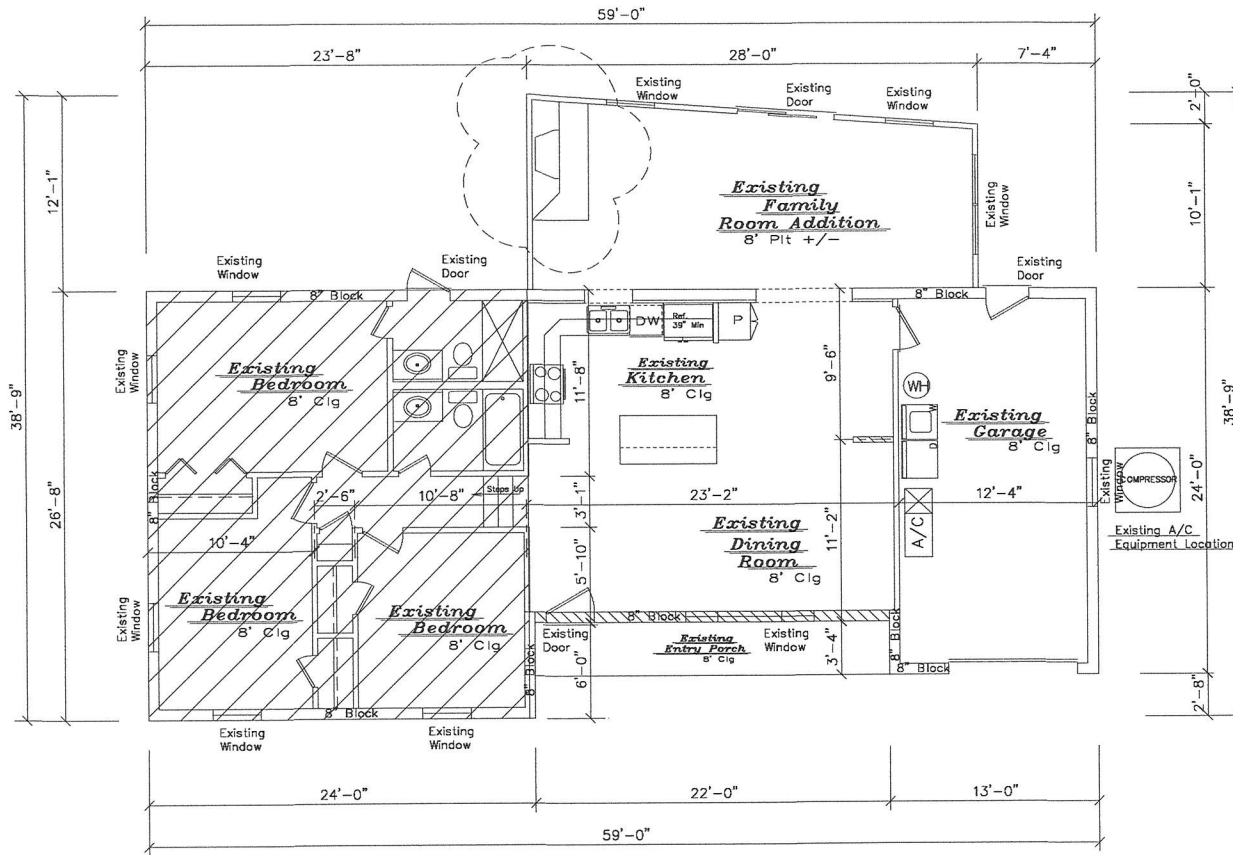 59'-0"
23'-8"
28'-0"
7'-4"
Existing
Window
Existing
Door
Existing
Window
2'-0"
12'-1"
Existing
Family
Room Addition
8' Plt +/-
Existing
Window
10'-1"
Existing
Window
Existing
Door
Existing
Door
8" Block
8" Block
38'-9"
26'-8"
Existing
Window
Existing
Bedroom
8' Clg
DW
Ref.
39" Min
P
11'-8"
Existing
Kitchen
8' Clg
9'-6"
WH
W
D
Existing
Garage
8' Clg
8" Block
38'-9"
24'-0"
Existing
Window
COMPRESSOR
Existing A/C
Equipment Location
8" Block
2'-6"
10'-8"
Steps Up
3'-1"
23'-2"
12'-4"
A/C
10'-4"
Existing
Dining
Room
8' Clg
11'-2"
5'-10"
Existing
Window
Existing
Bedroom
8' Clg
Existing
Bedroom
8' Clg
8" Block
Existing
Door
Existing
Entry Porch
8' Clg
Existing
Window
3'-4"
8" Block
8" Block
8" Block
6'-0"
2'-8"
8" Block
Existing
Window
Existing
Window
24'-0"
22'-0"
13'-0"
59'-0"